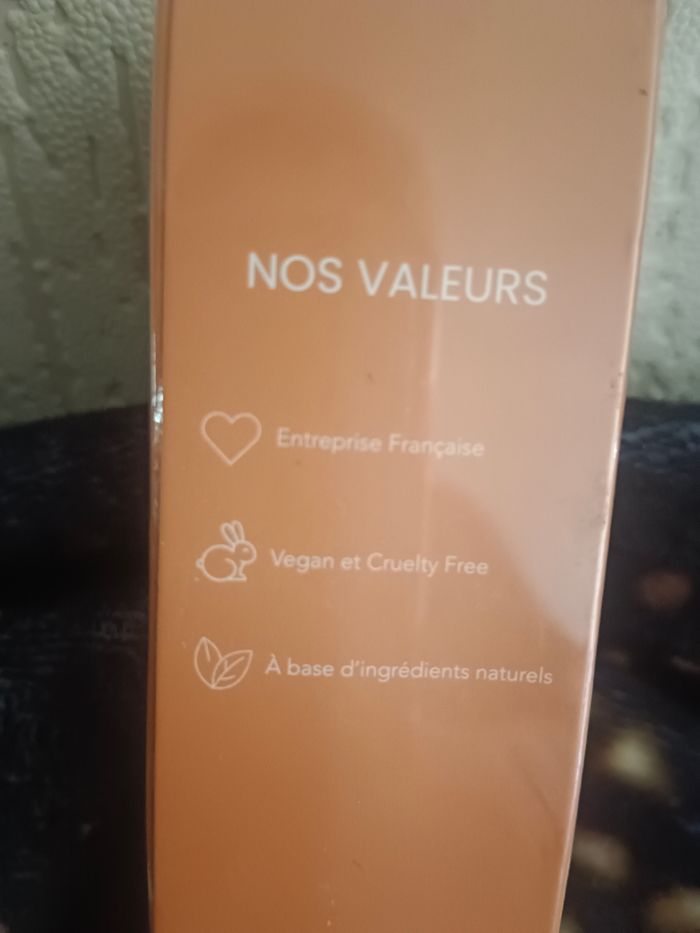 NOS VALEURS
Entreprise Française
Vegan et Cruelty Free
À base d'ingrédients naturels